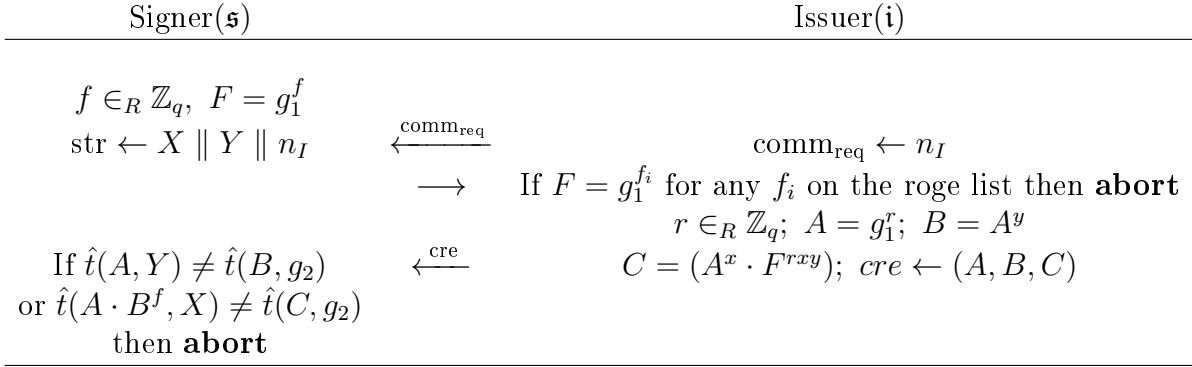 Signer(𝔰) Issuer(𝔦)
f ∈_R ℤ_q, F = g_1^f
str ← X ∥ Y ∥ n_I ⟵^{comm_req} comm_req ← n_I
⟶ If F = g_1^{f_i} for any f_i on the roge list then abort
r ∈_R ℤ_q; A = g_1^r; B = A^y
If t̂(A, Y) ≠ t̂(B, g_2) ⟵^{cre} C = (A^x · F^{rxy}); cre ← (A, B, C)
or t̂(A · B^f, X) ≠ t̂(C, g_2)
then abort